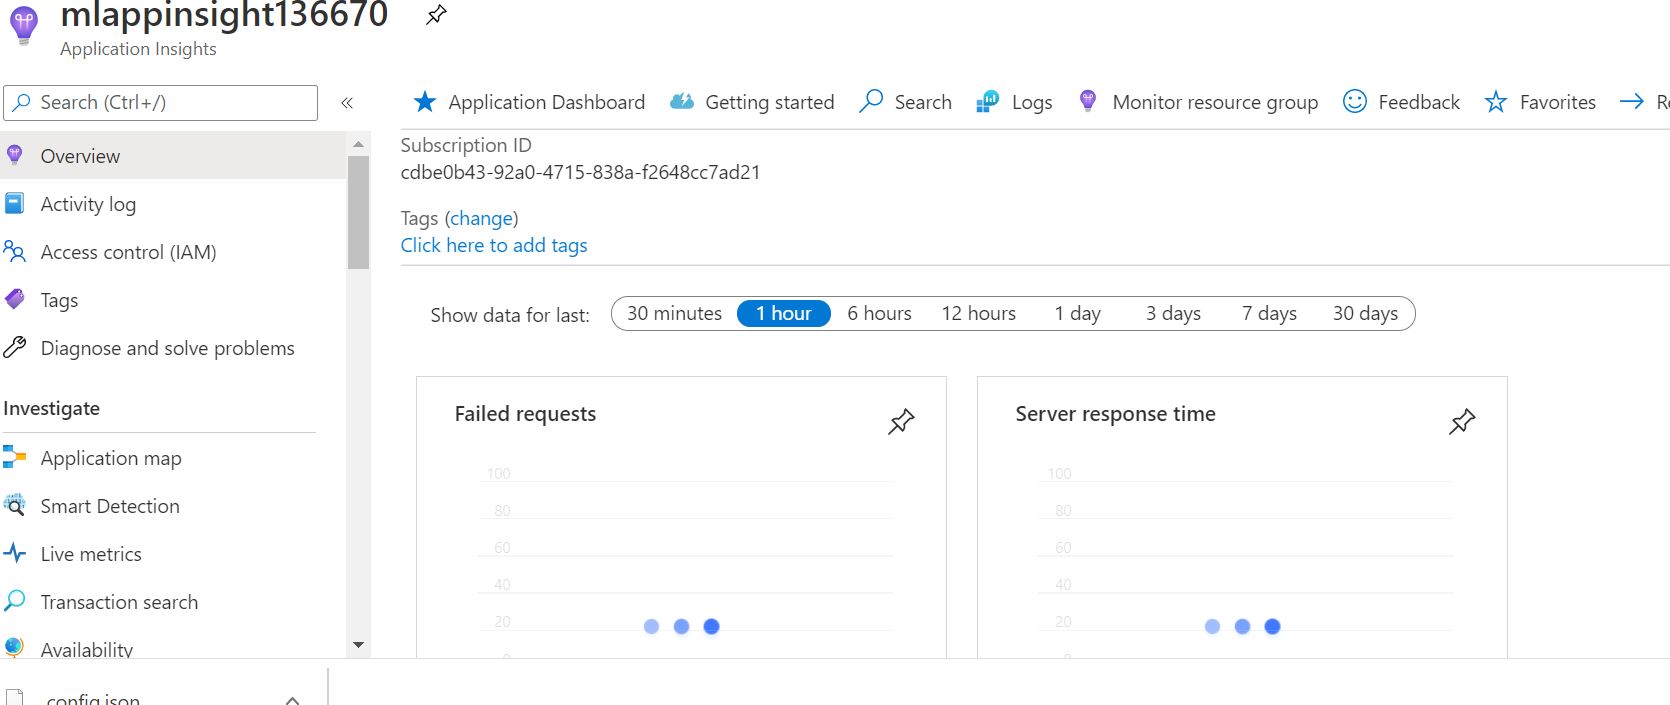 mlappinsight136670
Application Insights
Search (Ctrl+/)
«
Application Dashboard
Getting started
Search
Logs
Monitor resource group
Feedback
Favorites
Overview
Activity log
Access control (IAM)
Tags
Diagnose and solve problems
Investigate
Application map
Smart Detection
Live metrics
Transaction search
Availability
Subscription ID
cdbe0b43-92a0-4715-838a-f2648cc7ad21
Tags (change)
Click here to add tags
Show data for last: 30 minutes 1 hour 6 hours 12 hours 1 day 3 days 7 days 30 days
Failed requests
100
80
60
40
20
Server response time
100
80
60
40
20
config.json